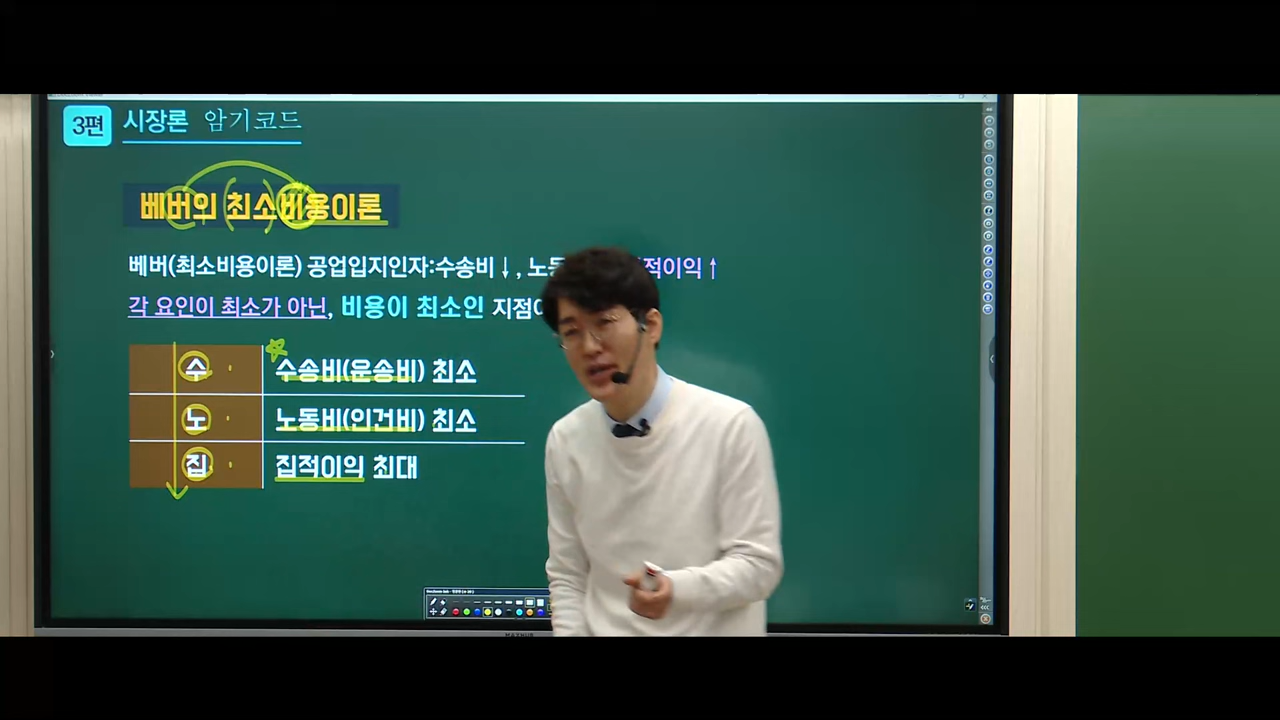 3편 시장론 암기코드
베버의 최소비용이론
베버(최소비용이론) 공업입지인자:수송비↓, 노동 적이익↑
각 요인이 최소가 아닌, 비용이 최소인 지점이
수 수송비(운송비) 최소
노 노동비(인건비) 최소
집 집적이익 최대